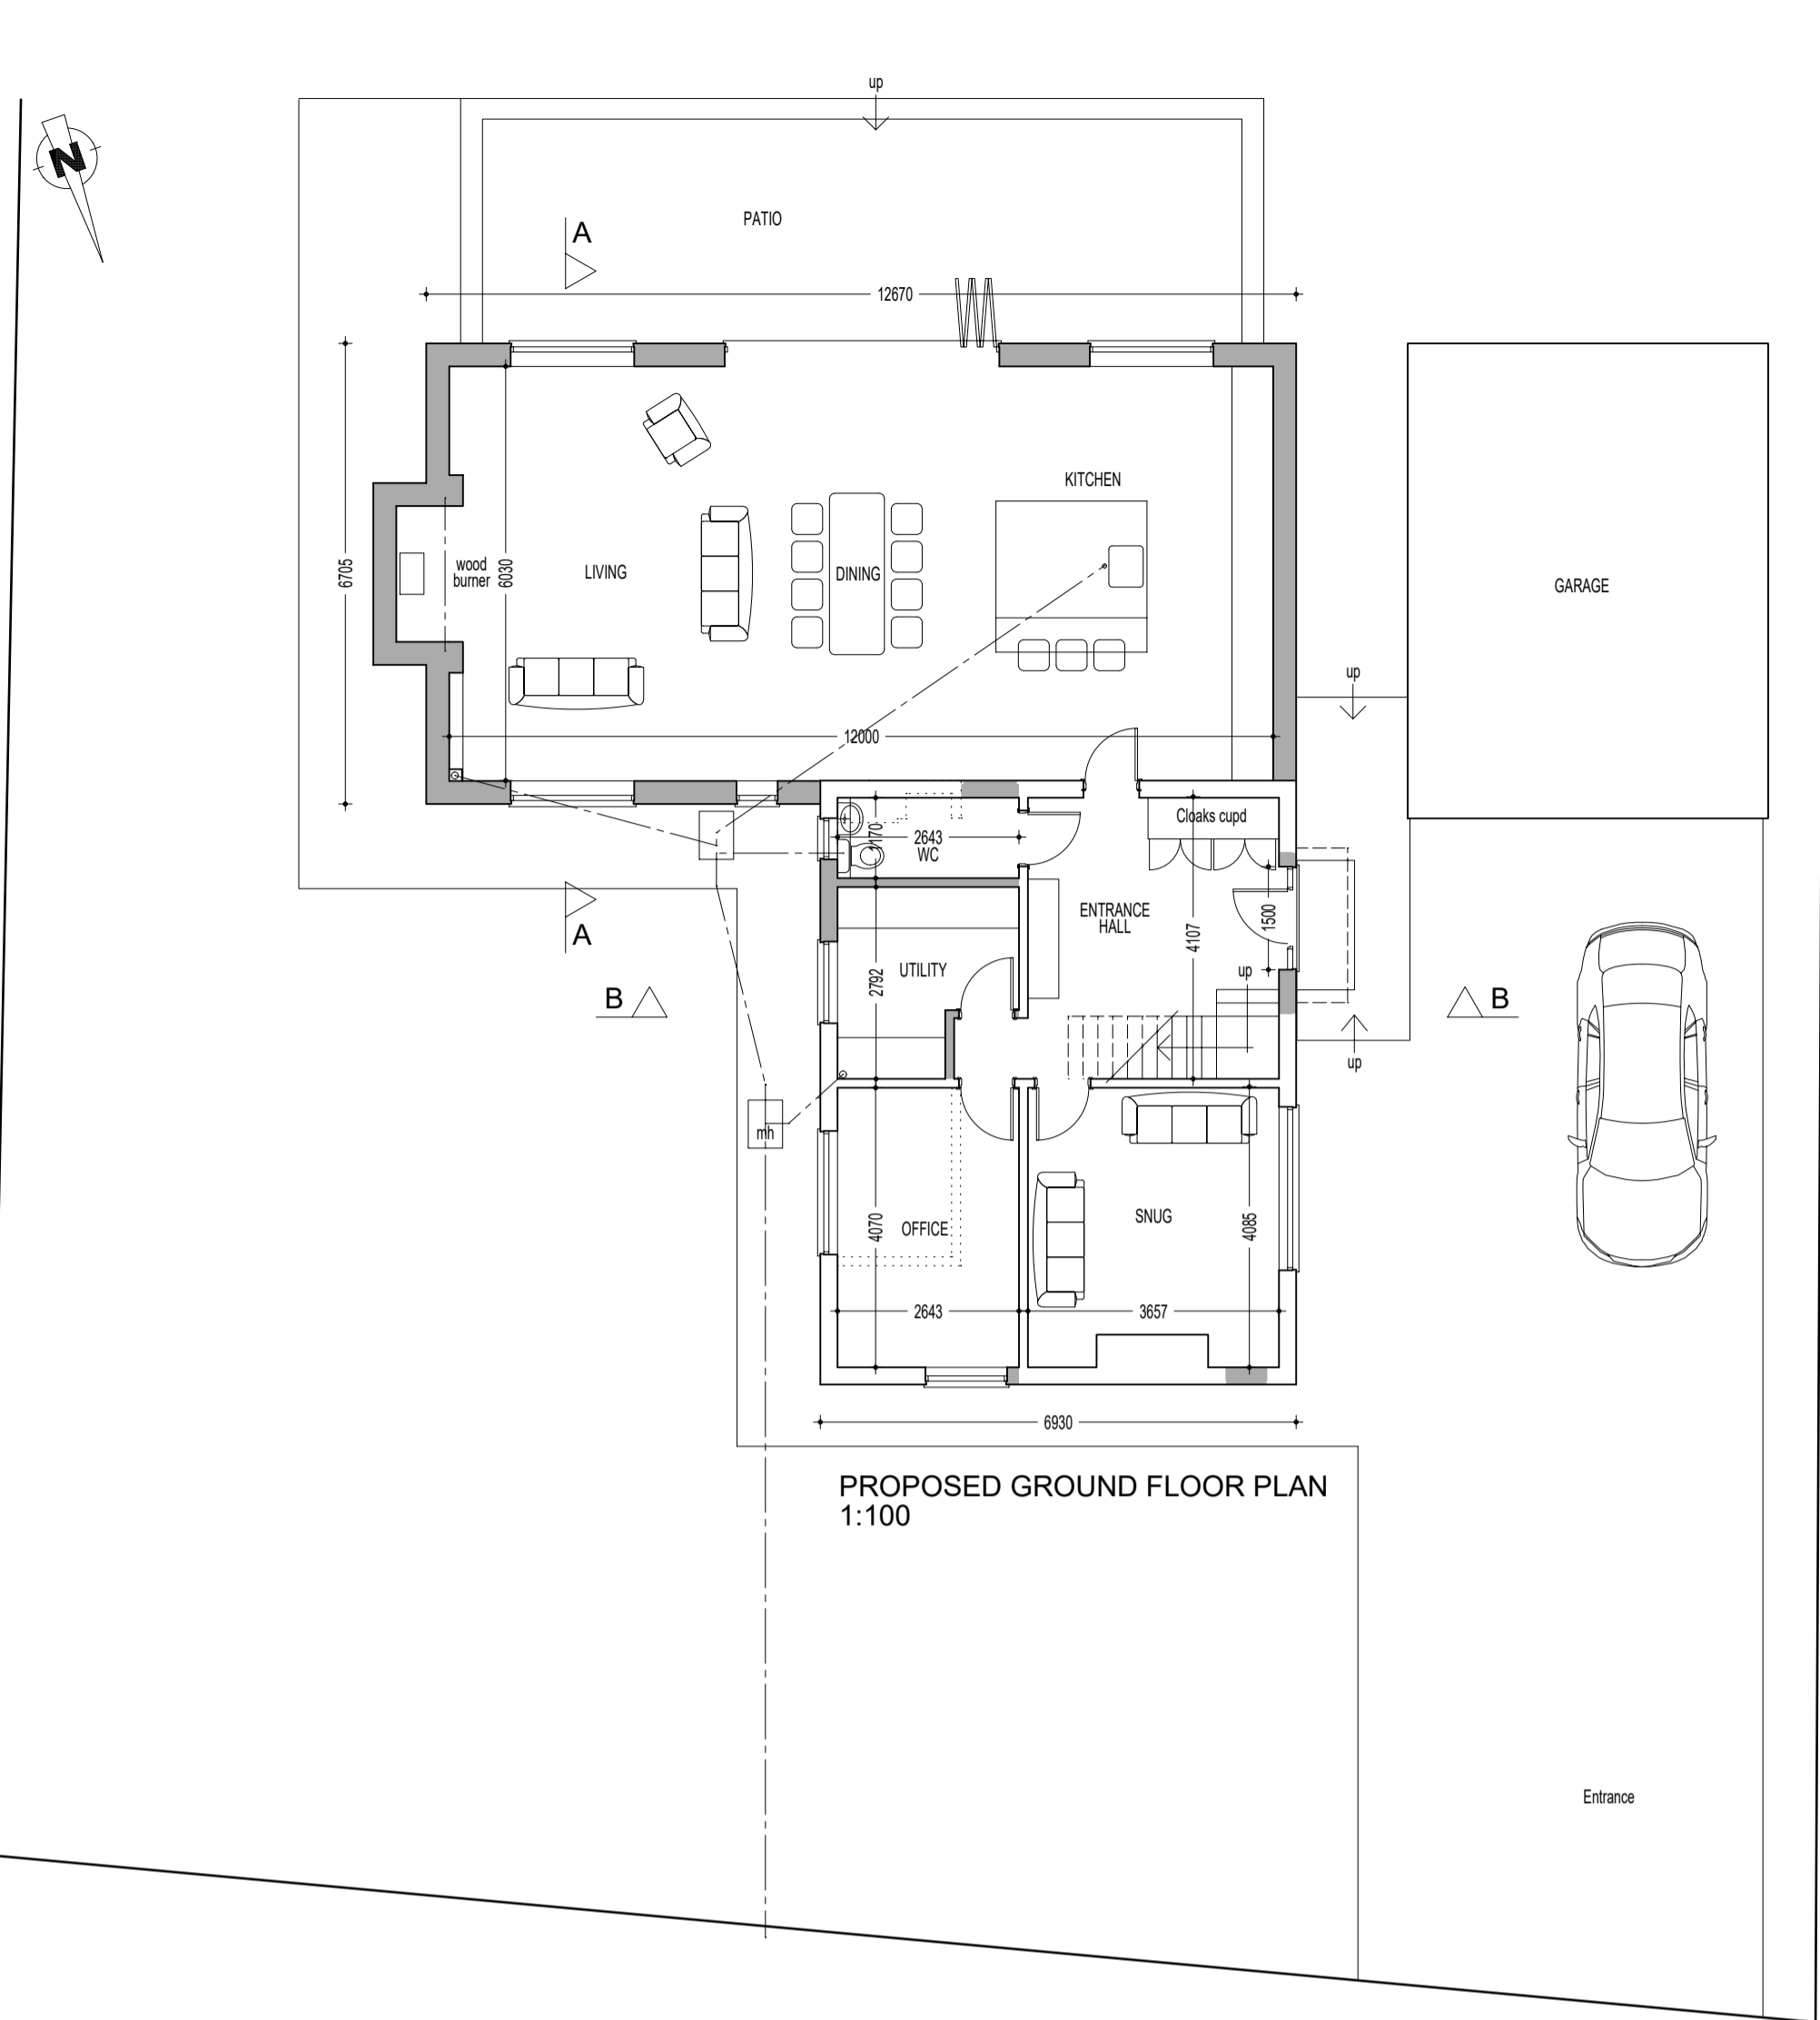 up
N
PATIO
A
12670
KITCHEN
6705
wood
burner
6030
LIVING
DINING
GARAGE
up
12000
Cloaks cupd
2643
1170
WC
ENTRANCE
HALL
1500
4107
A
UTILITY
2792
up
B
B
up
mh
OFFICE
4070
SNUG
4085
2643
3657
6930
PROPOSED GROUND FLOOR PLAN
1:100
Entrance